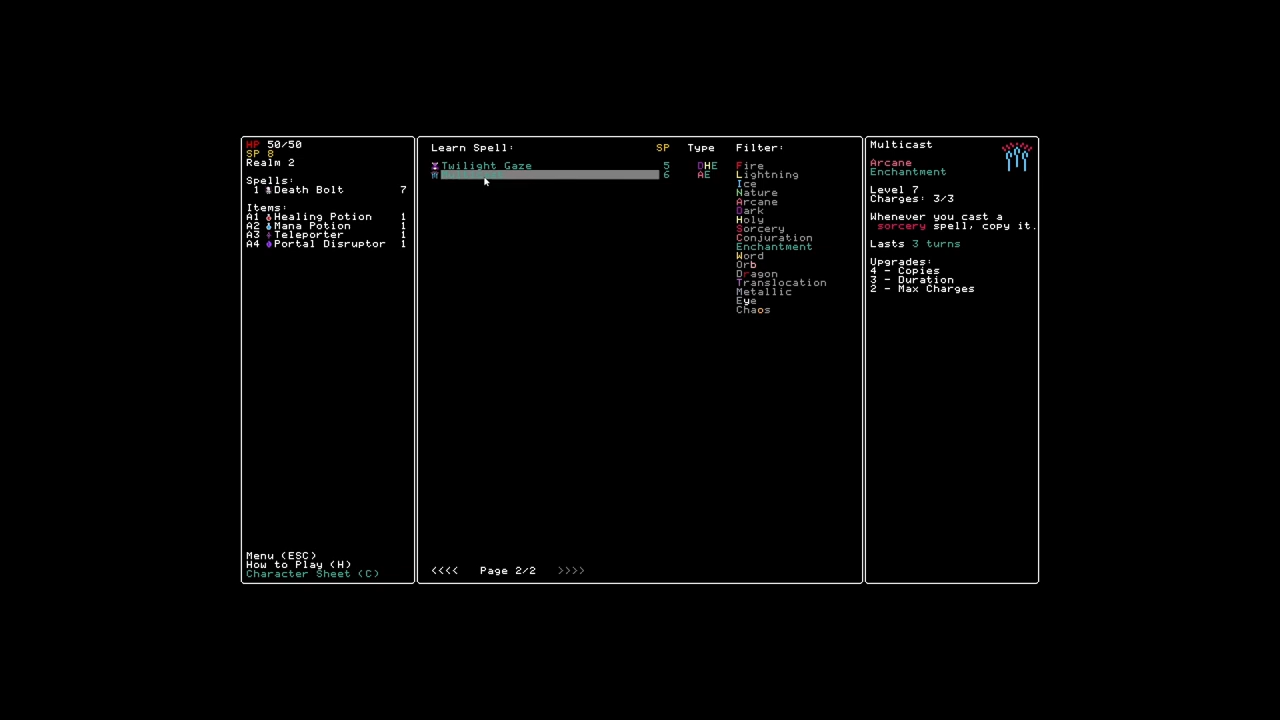 HP 50/50
SP 8
Realm 2
Spells:
1 Death Bolt 7
Items:
A1 Healing Potion 1
A2 Mana Potion 1
A3 Teleporter 1
A4 Portal Disruptor 1
Menu (ESC)
How to Play (H)
Character Sheet (C)
Learn Spell: SP Type Filter:
Twilight Gaze 5 DHE
6 AE
Fire
Lightning
Ice
Nature
Arcane
Dark
Holy
Sorcery
Conjuration
Enchantment
Word
Orb
Dragon
Translocation
Metallic
Eye
Chaos
<<<< Page 2/2 >>>>
Multicast
Arcane
Enchantment
Level 7
Charges: 3/3
Whenever you cast a
sorcery spell, copy it.
Lasts 3 turns
Upgrades:
4 - Copies
3 - Duration
2 - Max Charges